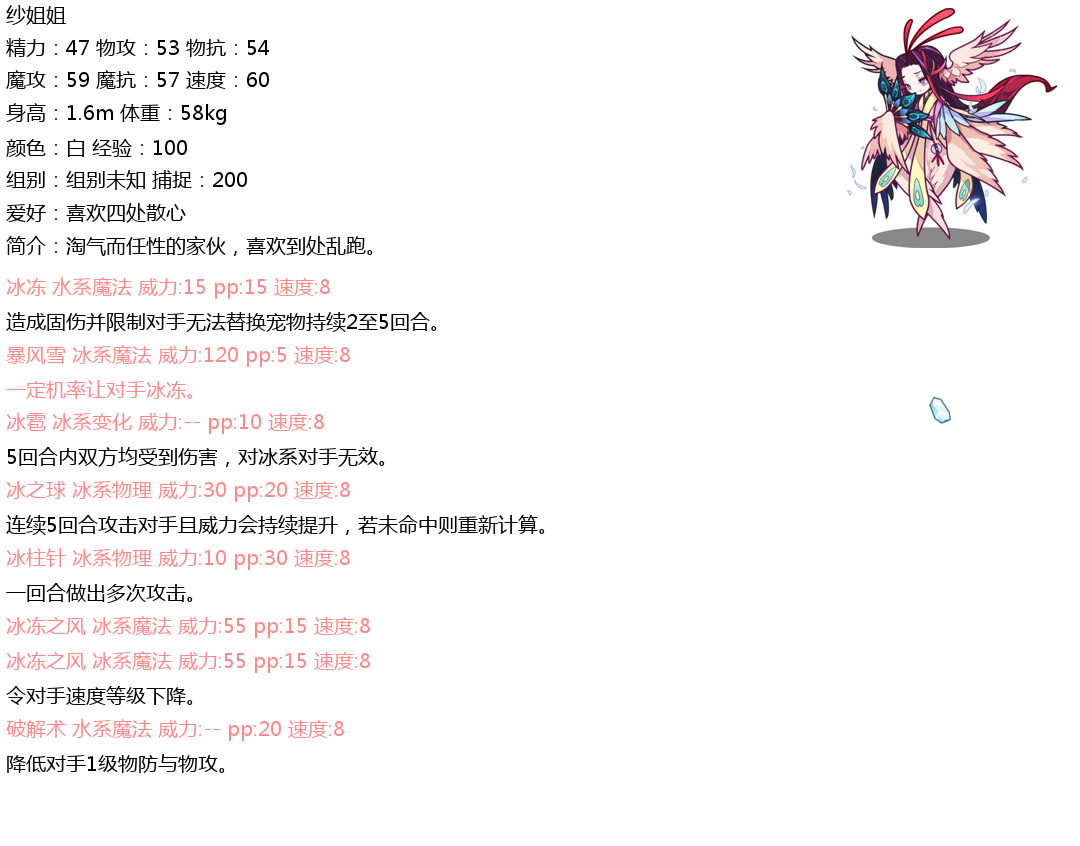 纱姐姐
精力：47 物攻：53 物抗：54
魔攻：59 魔抗：57 速度：60
身高：1.6m 体重：58kg
颜色：白 经验：100
组别：组别未知 捕捉：200
爱好：喜欢四处散心
简介：淘气而任性的家伙，喜欢到处乱跑。
冰冻 水系魔法 威力:15 pp:15 速度:8
造成固伤并限制对手无法替换宠物持续2至5回合。
暴风雪 冰系魔法 威力:120 pp:5 速度:8
一定机率让对手冰冻。
冰雹 冰系变化 威力:-- pp:10 速度:8
5回合内双方均受到伤害，对冰系对手无效。
冰之球 冰系物理 威力:30 pp:20 速度:8
连续5回合攻击对手且威力会持续提升，若未命中则重新计算。
冰柱针 冰系物理 威力:10 pp:30 速度:8
一回合做出多次攻击。
冰冻之风 冰系魔法 威力:55 pp:15 速度:8
冰冻之风 冰系魔法 威力:55 pp:15 速度:8
令对手速度等级下降。
破解术 水系魔法 威力:-- pp:20 速度:8
降低对手1级物防与物攻。